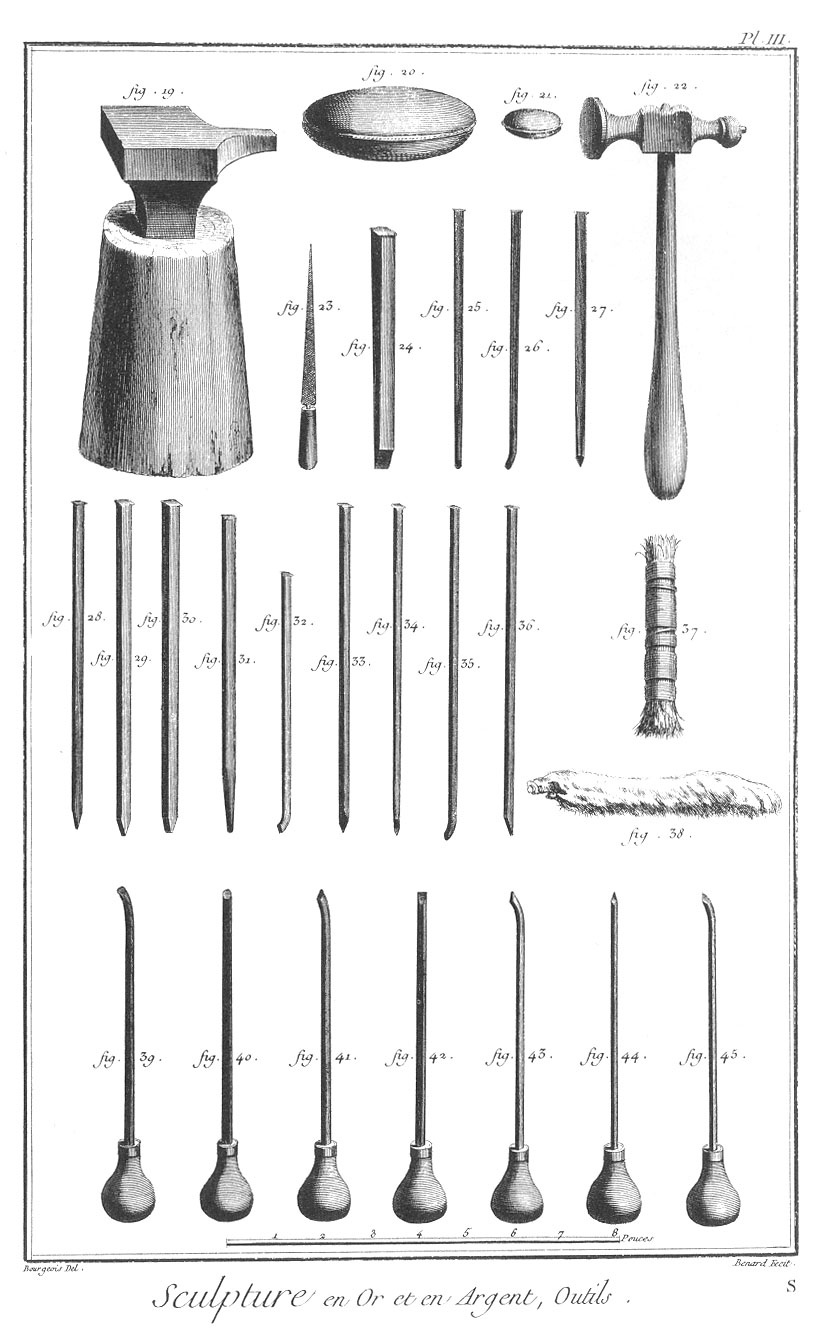 Pl. III.
fig. 19.
fig. 20.
fig. 21.
fig. 22.
fig. 23.
fig. 24.
fig. 25.
fig. 26.
fig. 27.
fig. 28.
fig. 29.
fig. 30.
fig. 31.
fig. 32.
fig. 33.
fig. 34.
fig. 35.
fig. 36.
fig. 37.
fig. 38.
fig. 39.
fig. 40.
fig. 41.
fig. 42.
fig. 43.
fig. 44.
fig. 45.
1 2 3 4 5 6 7 8 Pouces
Bourgeois Del. Benard Fecit.
Sculpture en Or et en Argent, Outils.
S